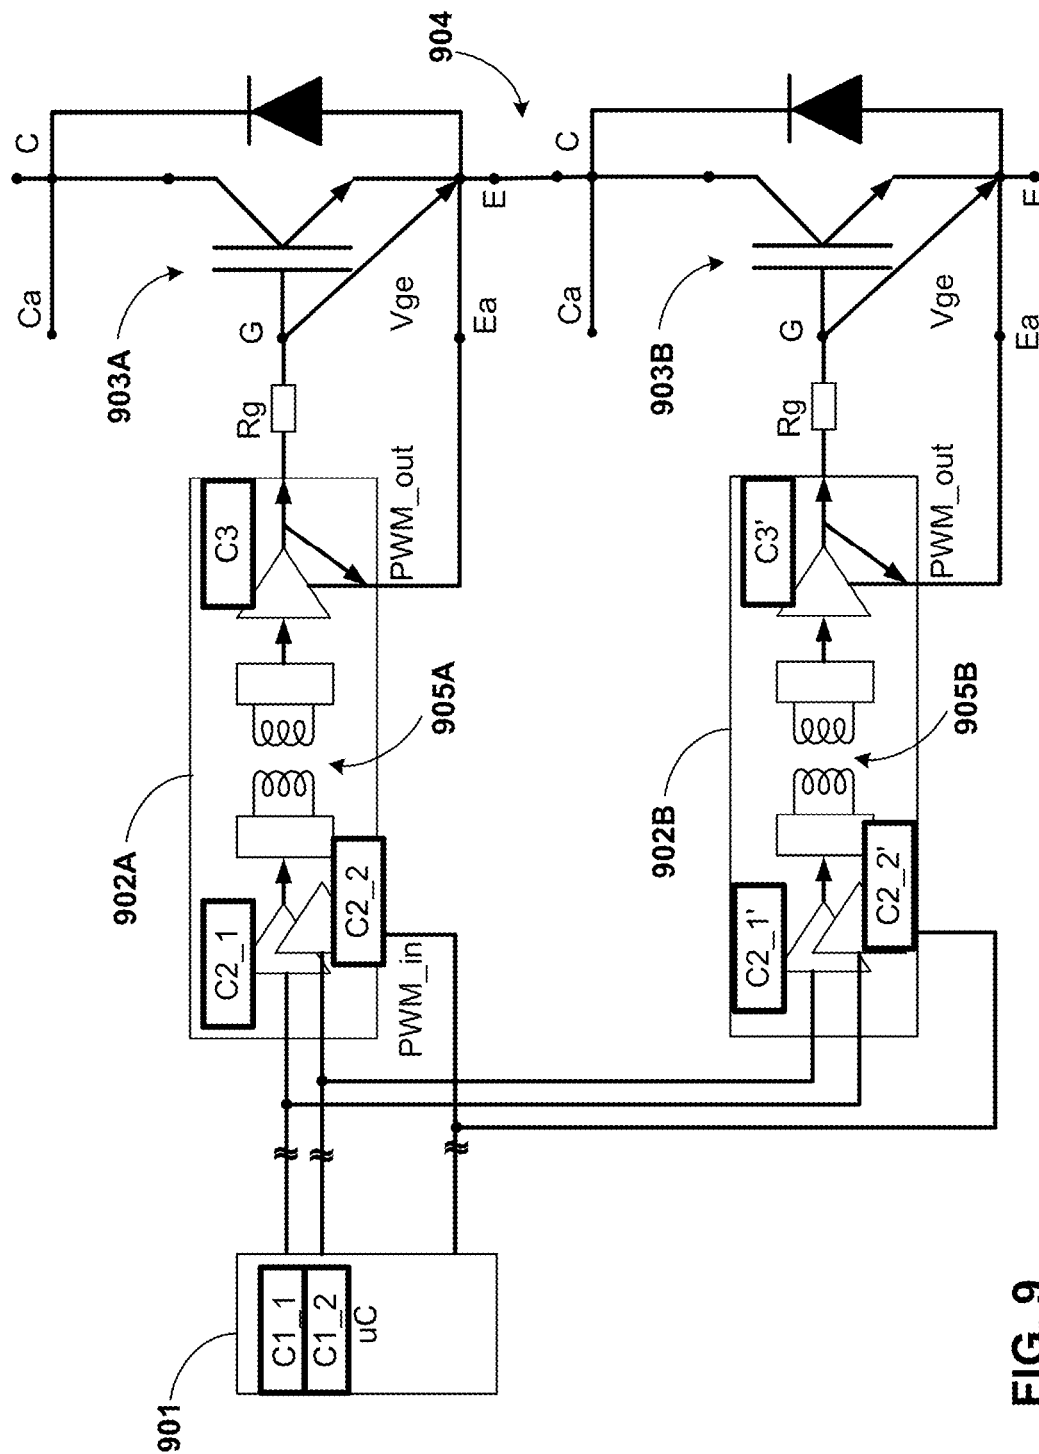 901
C1_1
C1_2
uC
902A
C2_1
C2_2
PWM_in
905A
C3
PWM_out
Rg
G
903A
Vge
Ca
C
Ea
E
904
902B
C2_1'
C2_2'
905B
C3'
PWM_out
Rg
G
903B
Vge
Ca
C
Ea
E
FIG. 9